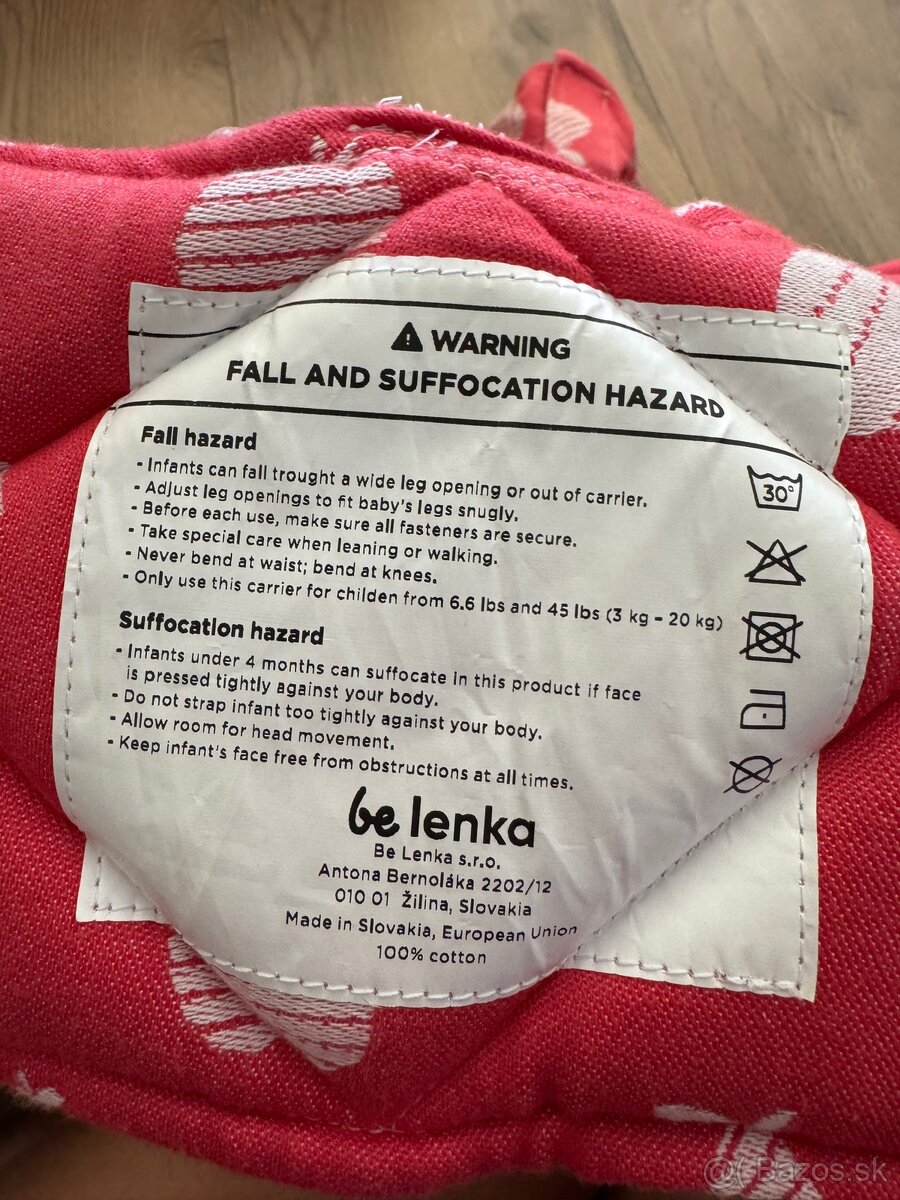 WARNING
FALL AND SUFFOCATION HAZARD
Fall hazard
- Infants can fall trought a wide leg opening or out of carrier.
- Adjust leg openings to fit baby's legs snugly.
- Before each use, make sure all fasteners are secure.
- Take special care when leaning or walking.
- Never bend at waist; bend at knees.
- Only use this carrier for childen from 6.6 lbs and 45 lbs (3 kg - 20 kg)
30°
Suffocation hazard
- Infants under 4 months can suffocate in this product if face
is pressed tightly against your body.
- Do not strap infant too tightly against your body.
- Allow room for head movement.
- Keep infant's face free from obstructions at all times.
be lenka
Be Lenka s.r.o.
Antona Bernoláka 2202/12
010 01 Žilina, Slovakia
Made in Slovakia, European Union
100% cotton
Bazos.sk